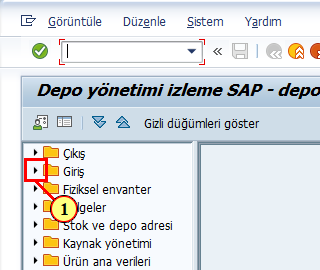 Görüntüle Düzenle Sistem Yardım
Depo yönetimi izleme SAP - depo
Gizli düğümleri göster
Çıkış
Giriş
Fiziksel envanter
1
lgeler
Stok ve depo adresi
Kaynak yönetimi
Ürün ana verileri